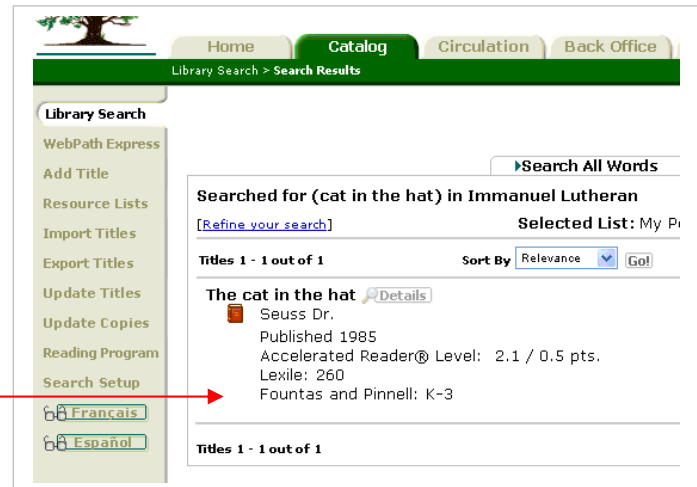 Home Catalog Circulation Back Office
Library Search > Search Results
Library Search
WebPath Express
Add Title
Resource Lists
Import Titles
Export Titles
Update Titles
Update Copies
Reading Program
Search Setup
Français
Español
Search All Words
Searched for (cat in the hat) in Immanuel Lutheran
[Refine your search] Selected List: My P
Titles 1 - 1 out of 1 Sort By Relevance Go!
The cat in the hat Details
Seuss Dr.
Published 1985
Accelerated Reader® Level: 2.1 / 0.5 pts.
Lexile: 260
Fountas and Pinnell: K-3
Titles 1 - 1 out of 1